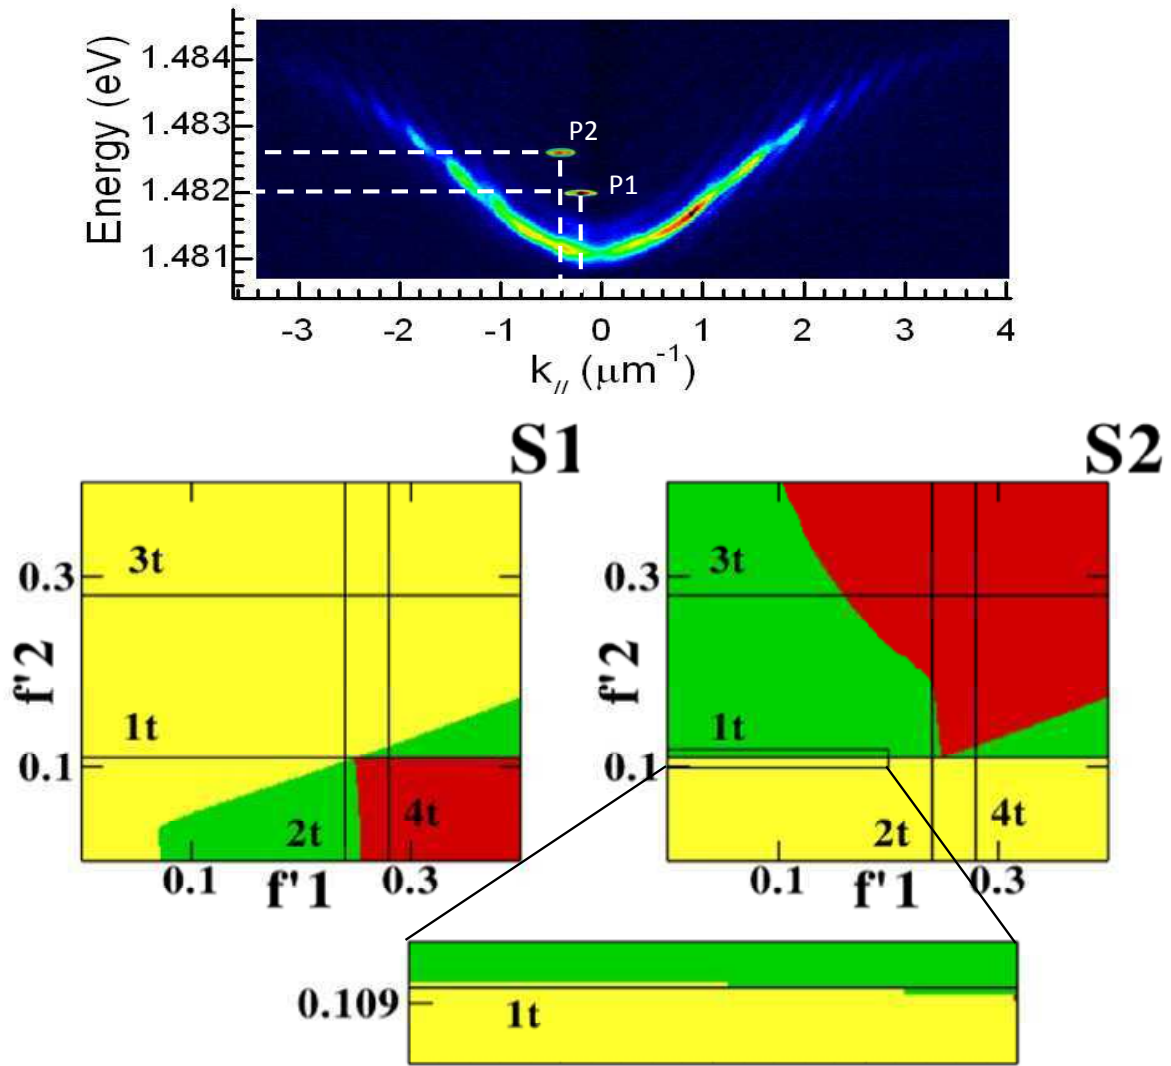 Energy (eV)
1.484
1.483
1.482
1.481
P2
P1
-3 -2 -1 0 1 2 3 4
k// (μm-1)
S1
S2
f'2
0.3
0.1
3t
1t
2t
4t
0.1 f'1 0.3
f'2
0.3
0.1
3t
1t
2t
4t
0.1 f'1 0.3
0.109
1t